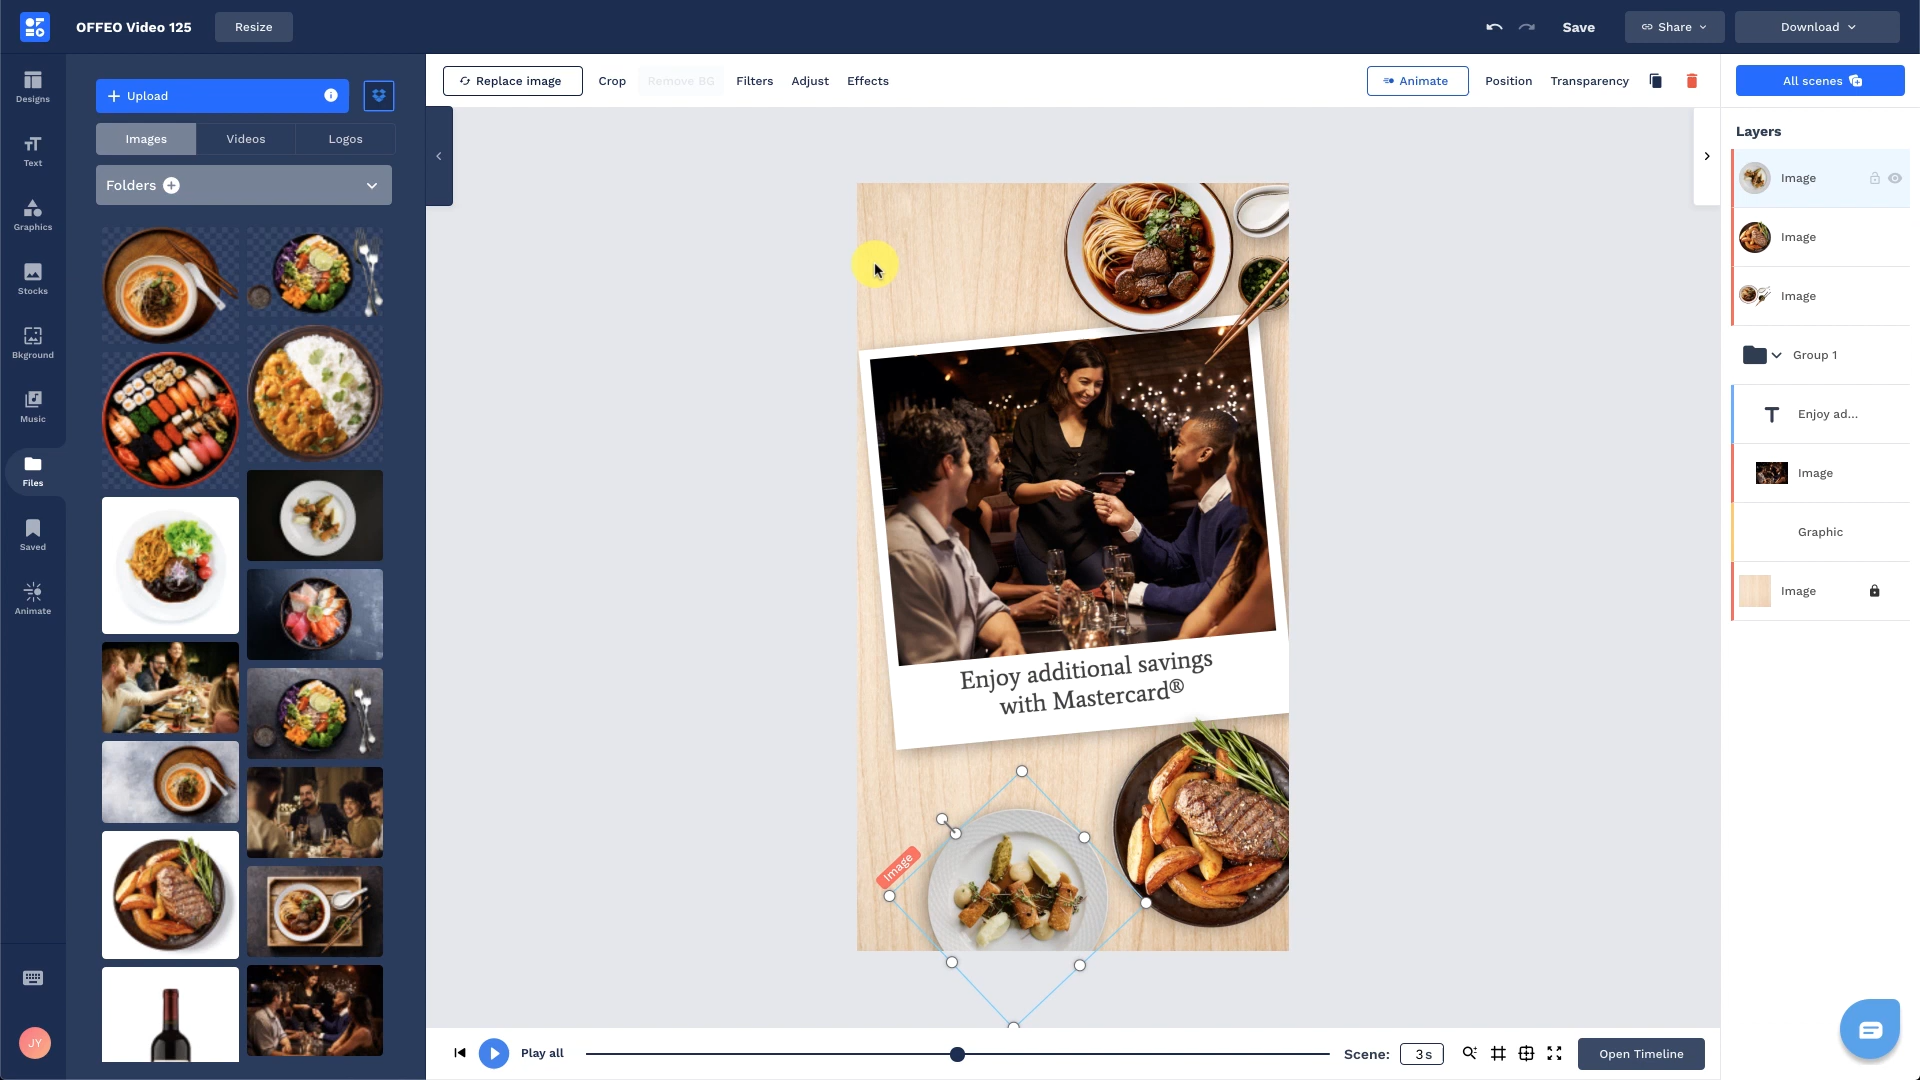 OFFEO Video 125
Resize
Save
Share
Download
Designs
Text
Graphics
Stocks
Bkground
Music
Files
Saved
Animate
JY
Upload
Images
Videos
Logos
Folders
Replace image
Crop
Remove BG
Filters
Adjust
Effects
Animate
Position
Transparency
All scenes
Enjoy additional savings
with Mastercard®
Image
Layers
Image
Image
Image
Group 1
T Enjoy ad...
Image
Graphic
Image
Play all
Scene:
3s
Open Timeline